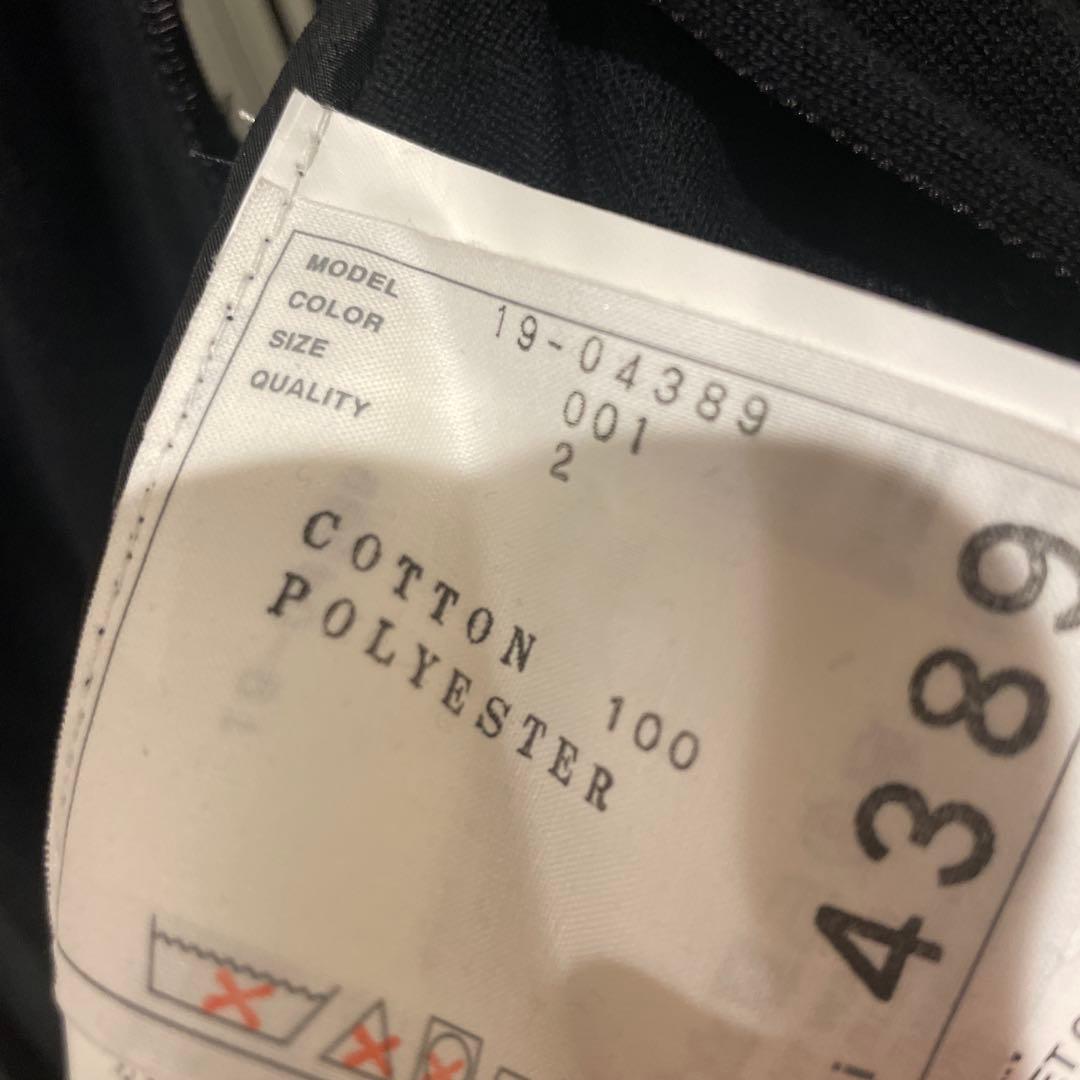 MODEL 19-04389
COLOR 001
SIZE 2
QUALITY
COTTON 100
POLYESTER
4389